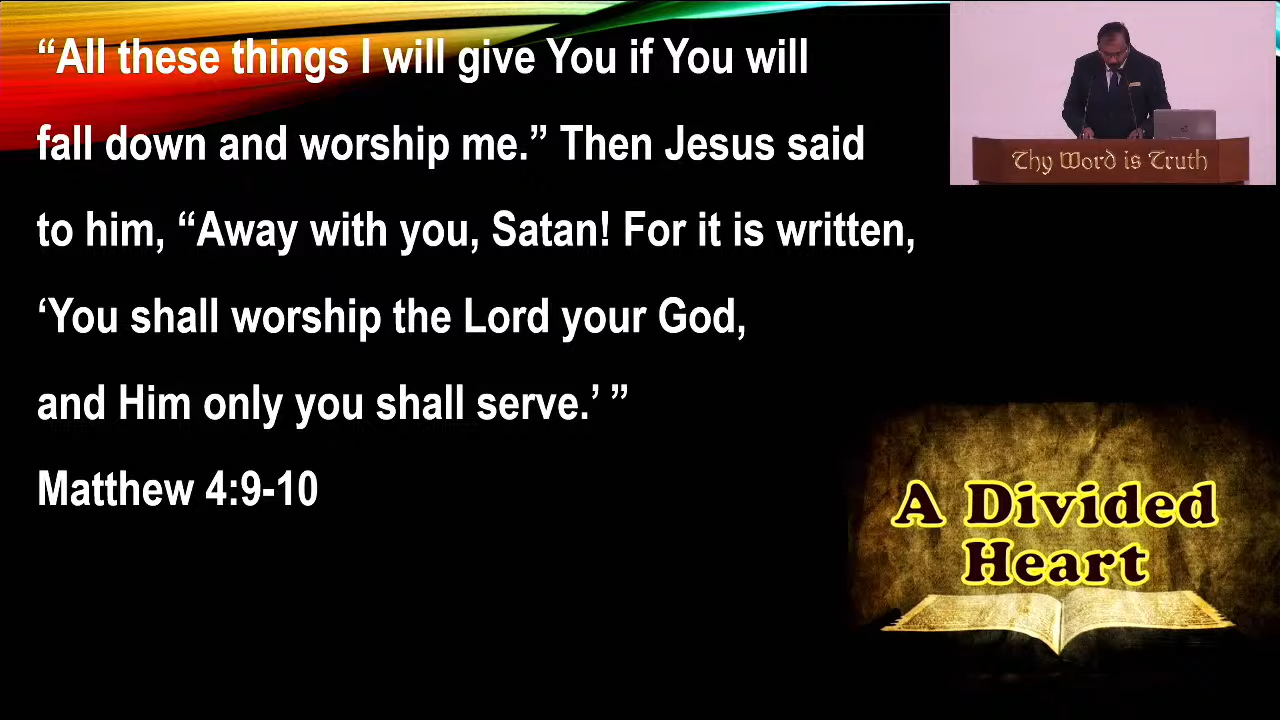 “All these things I will give You if You will
fall down and worship me.” Then Jesus said
to him, “Away with you, Satan! For it is written,
‘You shall worship the Lord your God,
and Him only you shall serve.’ ”
Matthew 4:9-10
Thy Word is Truth
A Divided
Heart